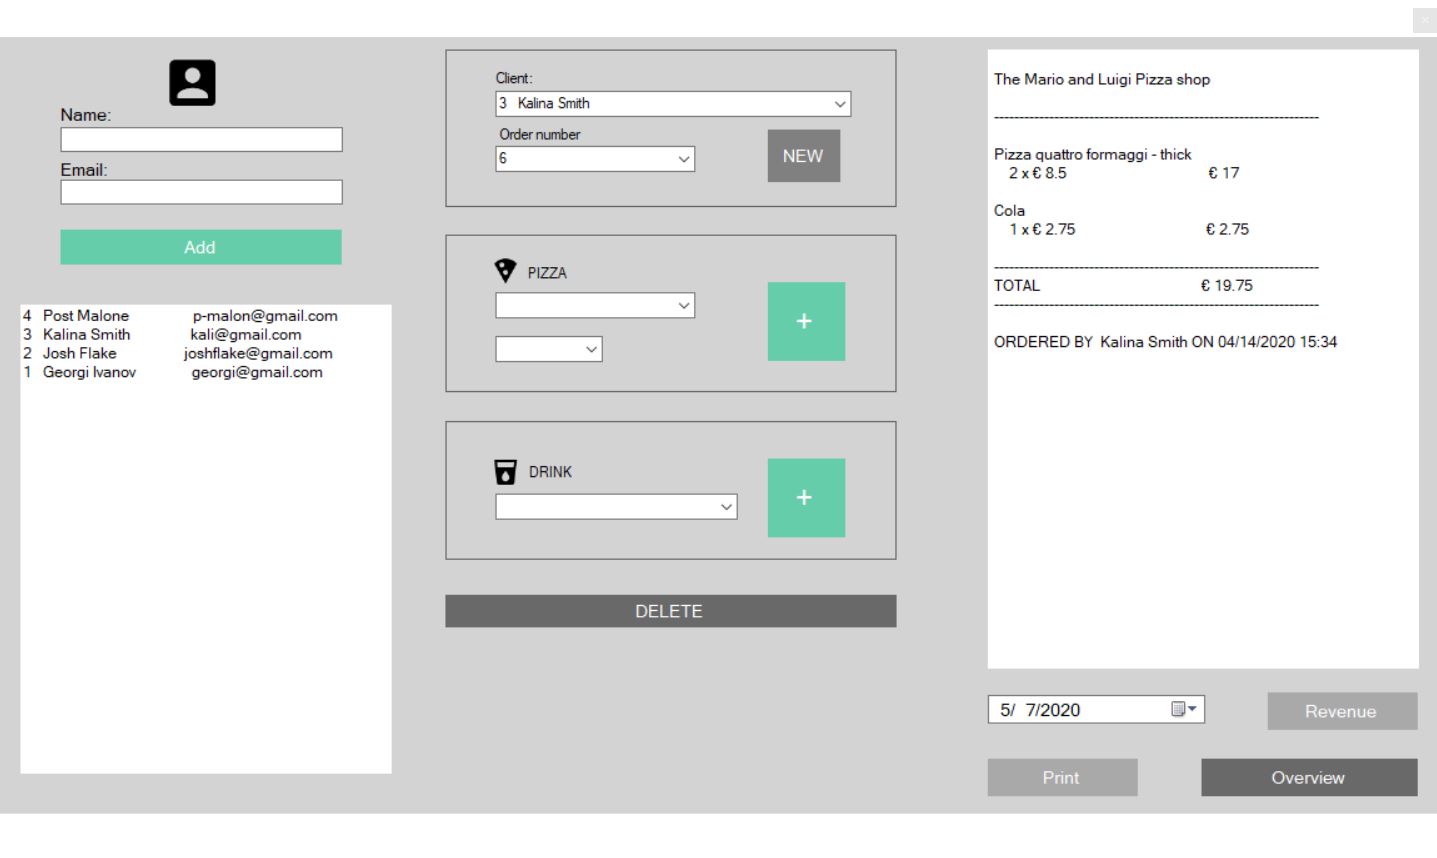 ×
Name:
Email:
Add
4 Post Malone p-malon@gmail.com
3 Kalina Smith kali@gmail.com
2 Josh Flake joshflake@gmail.com
1 Georgi Ivanov georgi@gmail.com
Client:
3 Kalina Smith
Order number
6
NEW
PIZZA
+
DRINK
+
DELETE
The Mario and Luigi Pizza shop
-----------------------------------------------------------------
Pizza quattro formaggi - thick
2 x € 8.5 € 17
Cola
1 x € 2.75 € 2.75
-----------------------------------------------------------------
TOTAL € 19.75
-----------------------------------------------------------------
ORDERED BY Kalina Smith ON 04/14/2020 15:34
5/ 7/2020
Revenue
Print
Overview